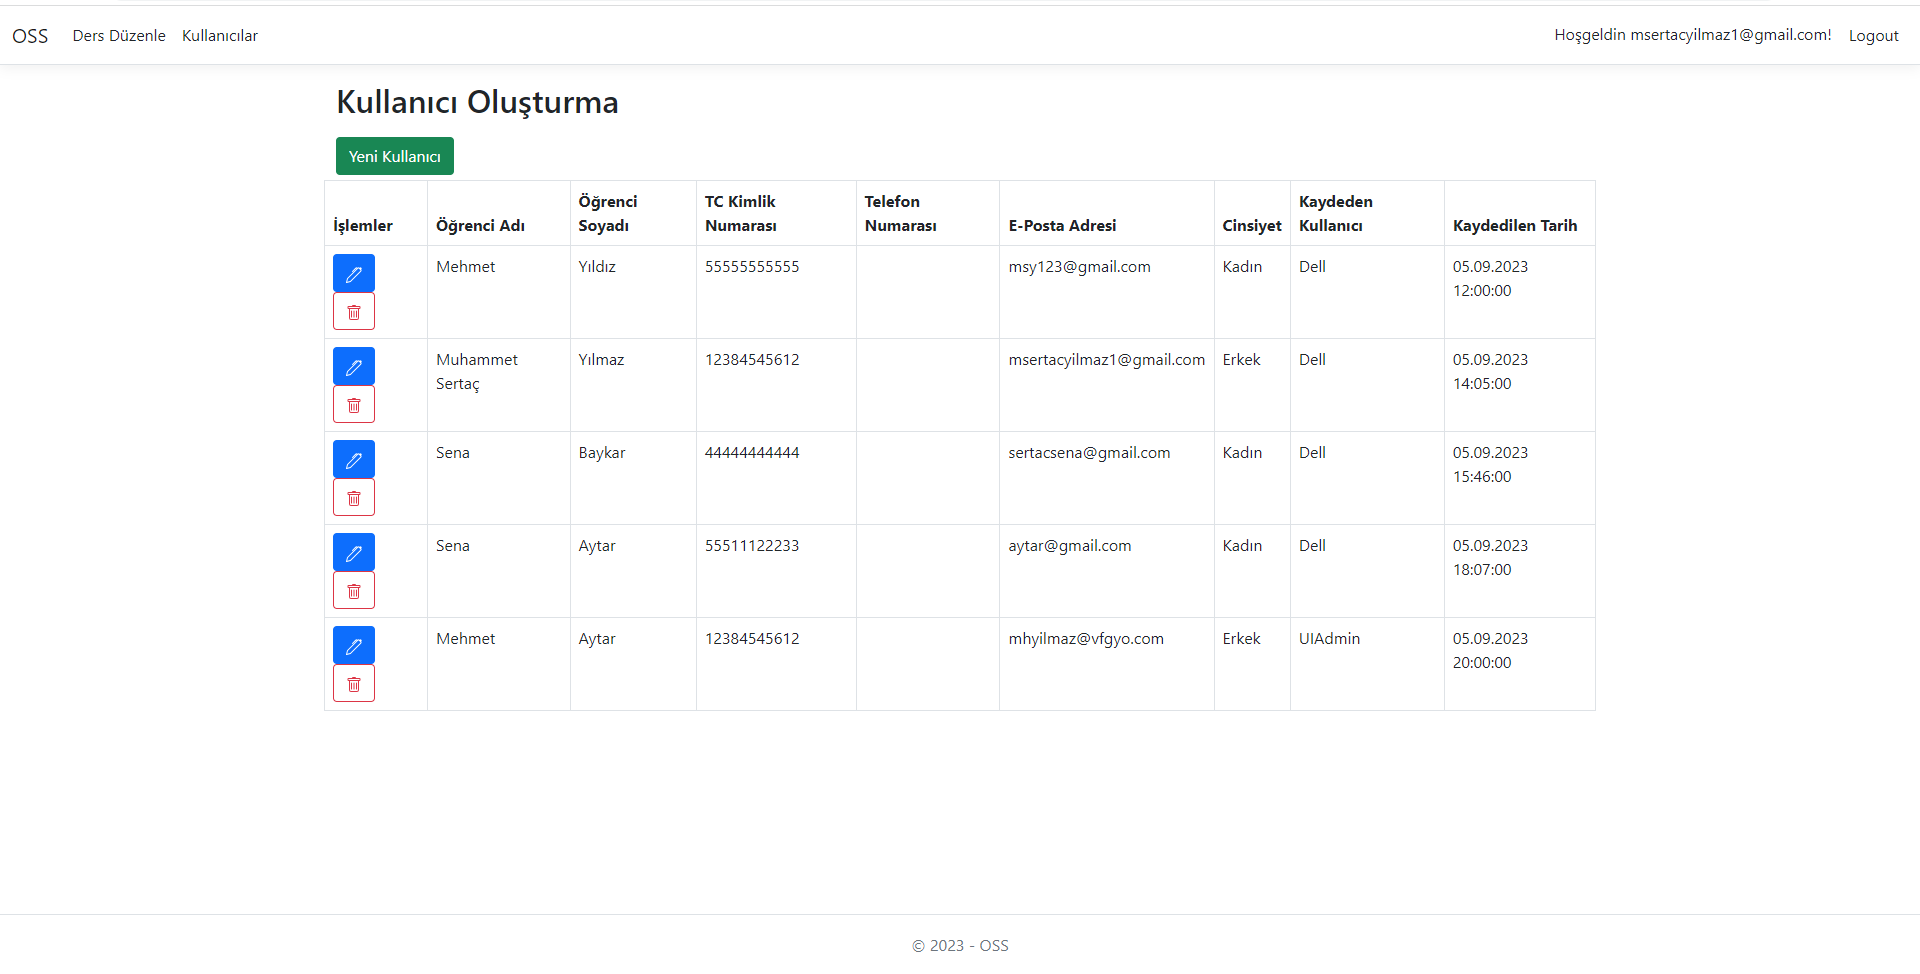 OSS Ders Düzenle Kullanıcılar Hoşgeldin msertacyilmaz1@gmail.com! Logout
Kullanıcı Oluşturma
Yeni Kullanıcı
İşlemler Öğrenci Adı Öğrenci Soyadı TC Kimlik Numarası Telefon Numarası E-Posta Adresi Cinsiyet Kaydeden Kullanıcı Kaydedilen Tarih
Mehmet Yıldız 55555555555 msy123@gmail.com Kadın Dell 05.09.2023 12:00:00
Muhammet Sertaç Yılmaz 12384545612 msertacyilmaz1@gmail.com Erkek Dell 05.09.2023 14:05:00
Sena Baykar 44444444444 sertacsena@gmail.com Kadın Dell 05.09.2023 15:46:00
Sena Aytar 55511122233 aytar@gmail.com Kadın Dell 05.09.2023 18:07:00
Mehmet Aytar 12384545612 mhyilmaz@vfgyo.com Erkek UIAdmin 05.09.2023 20:00:00
© 2023 - OSS